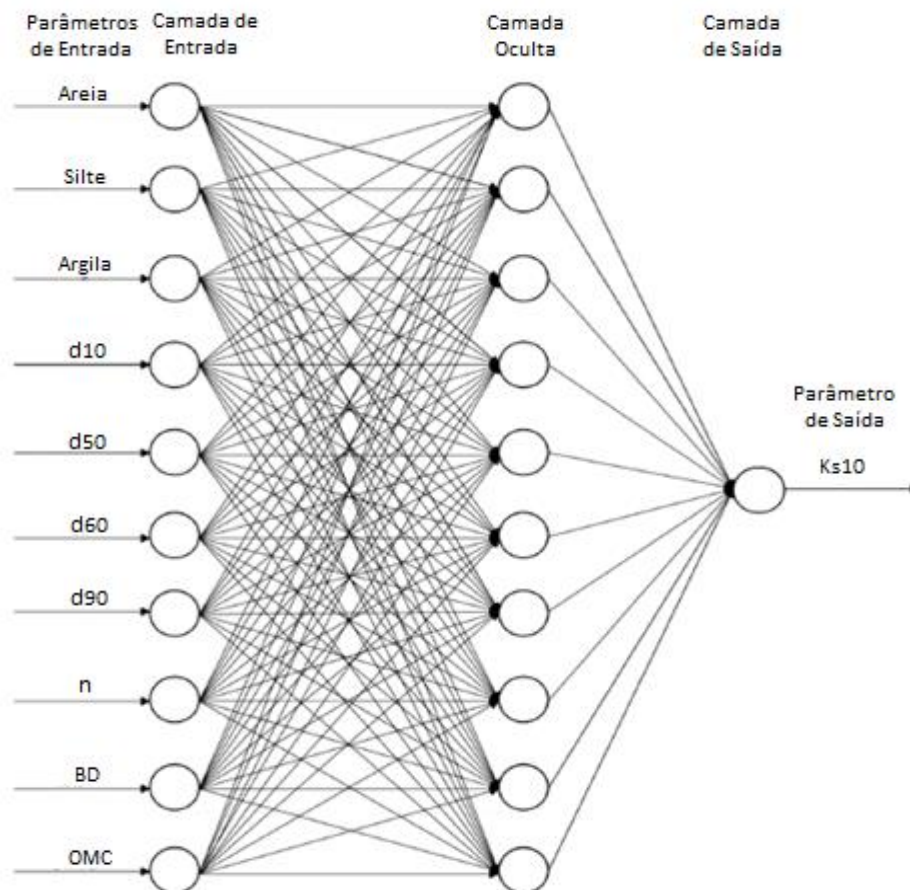 Parâmetros
de Entrada
Camada de
Entrada
Camada
Oculta
Camada
de Saída
Areia
Silte
Argila
d10
d50
d60
d90
n
BD
OMC
Parâmetro
de Saída
Ks10